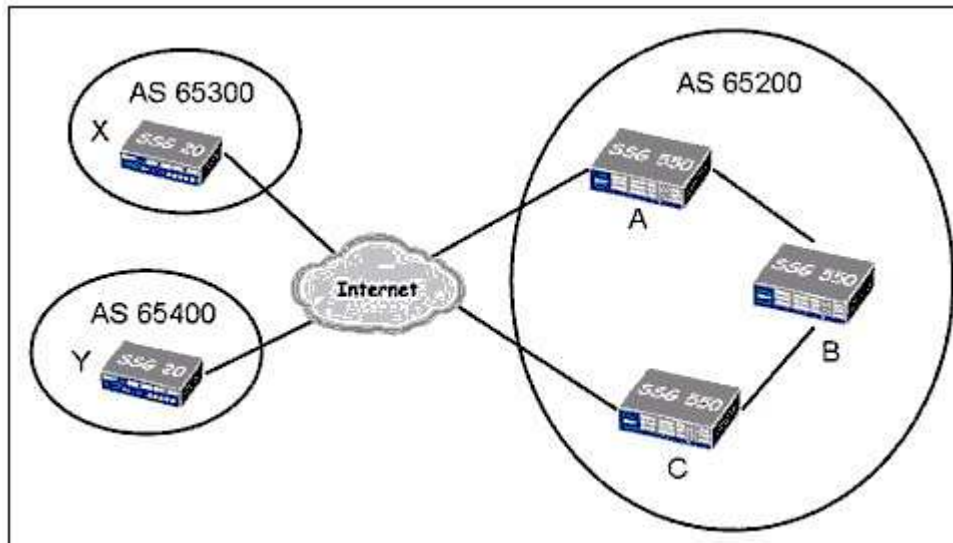 AS 65300
X
SSG 20
AS 65400
Y
SSG 20
Internet
AS 65200
SSG 550
A
SSG 550
B
SSG 550
C